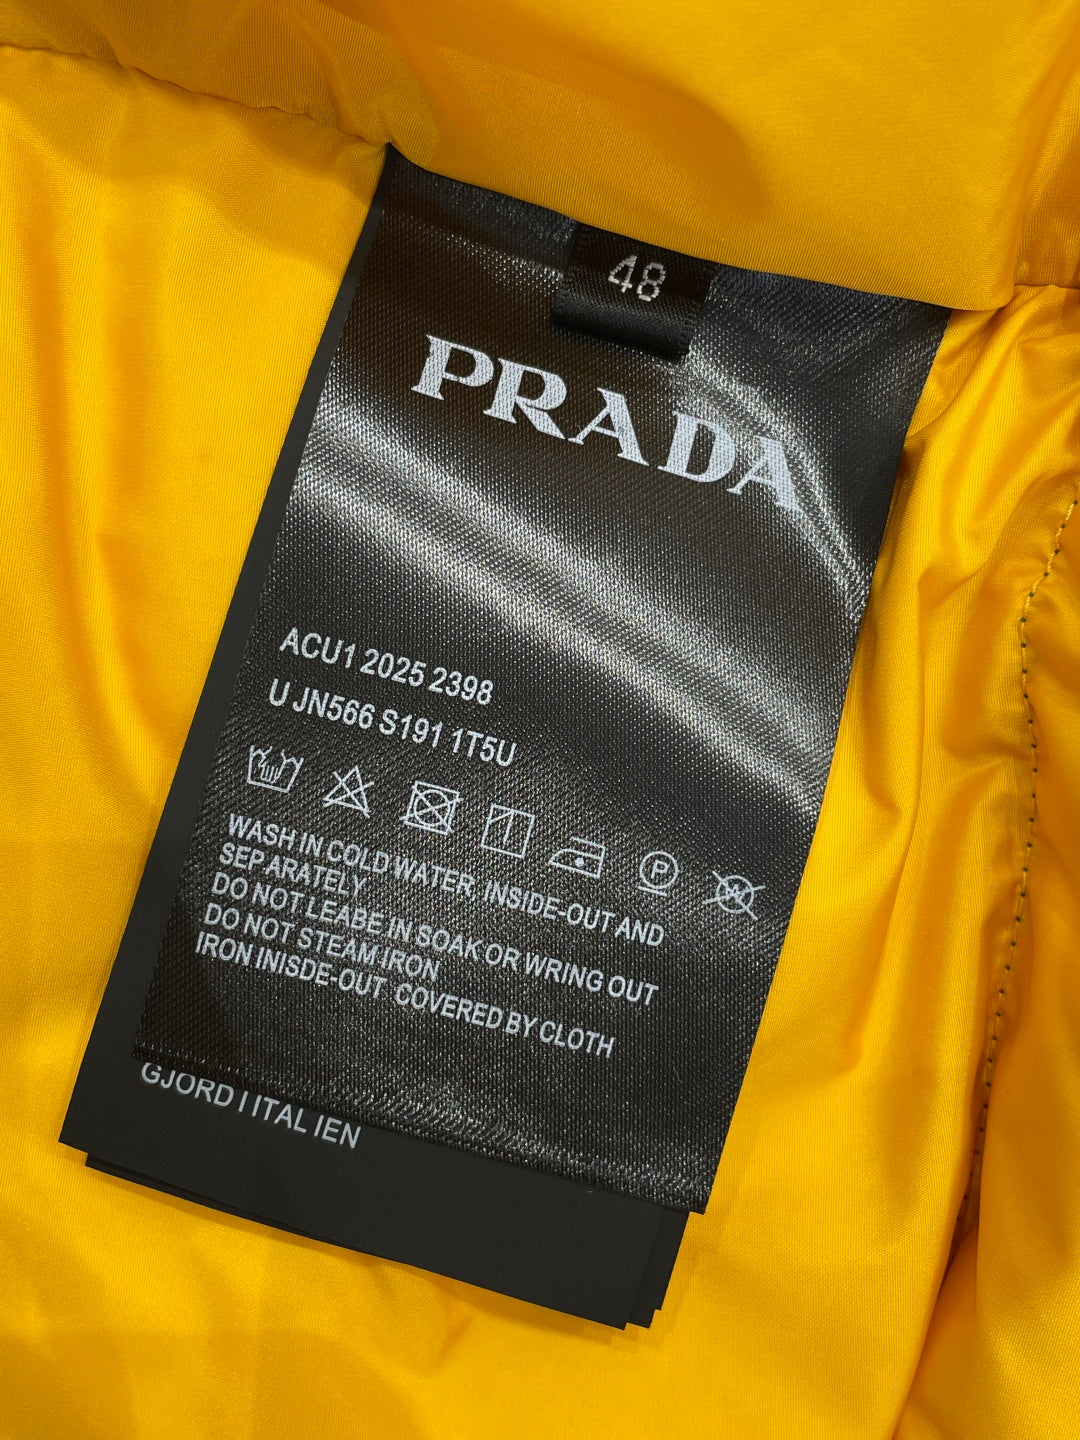 48
PRADA
ACU1 2025 2398
U JN566 S191 1T5U
P
W
WASH IN COLD WATER, INSIDE-OUT AND
SEP ARATELY
DO NOT LEABE IN SOAK OR WRING OUT
DO NOT STEAM IRON
IRON INISDE-OUT COVERED BY CLOTH
GJORD I ITAL IEN